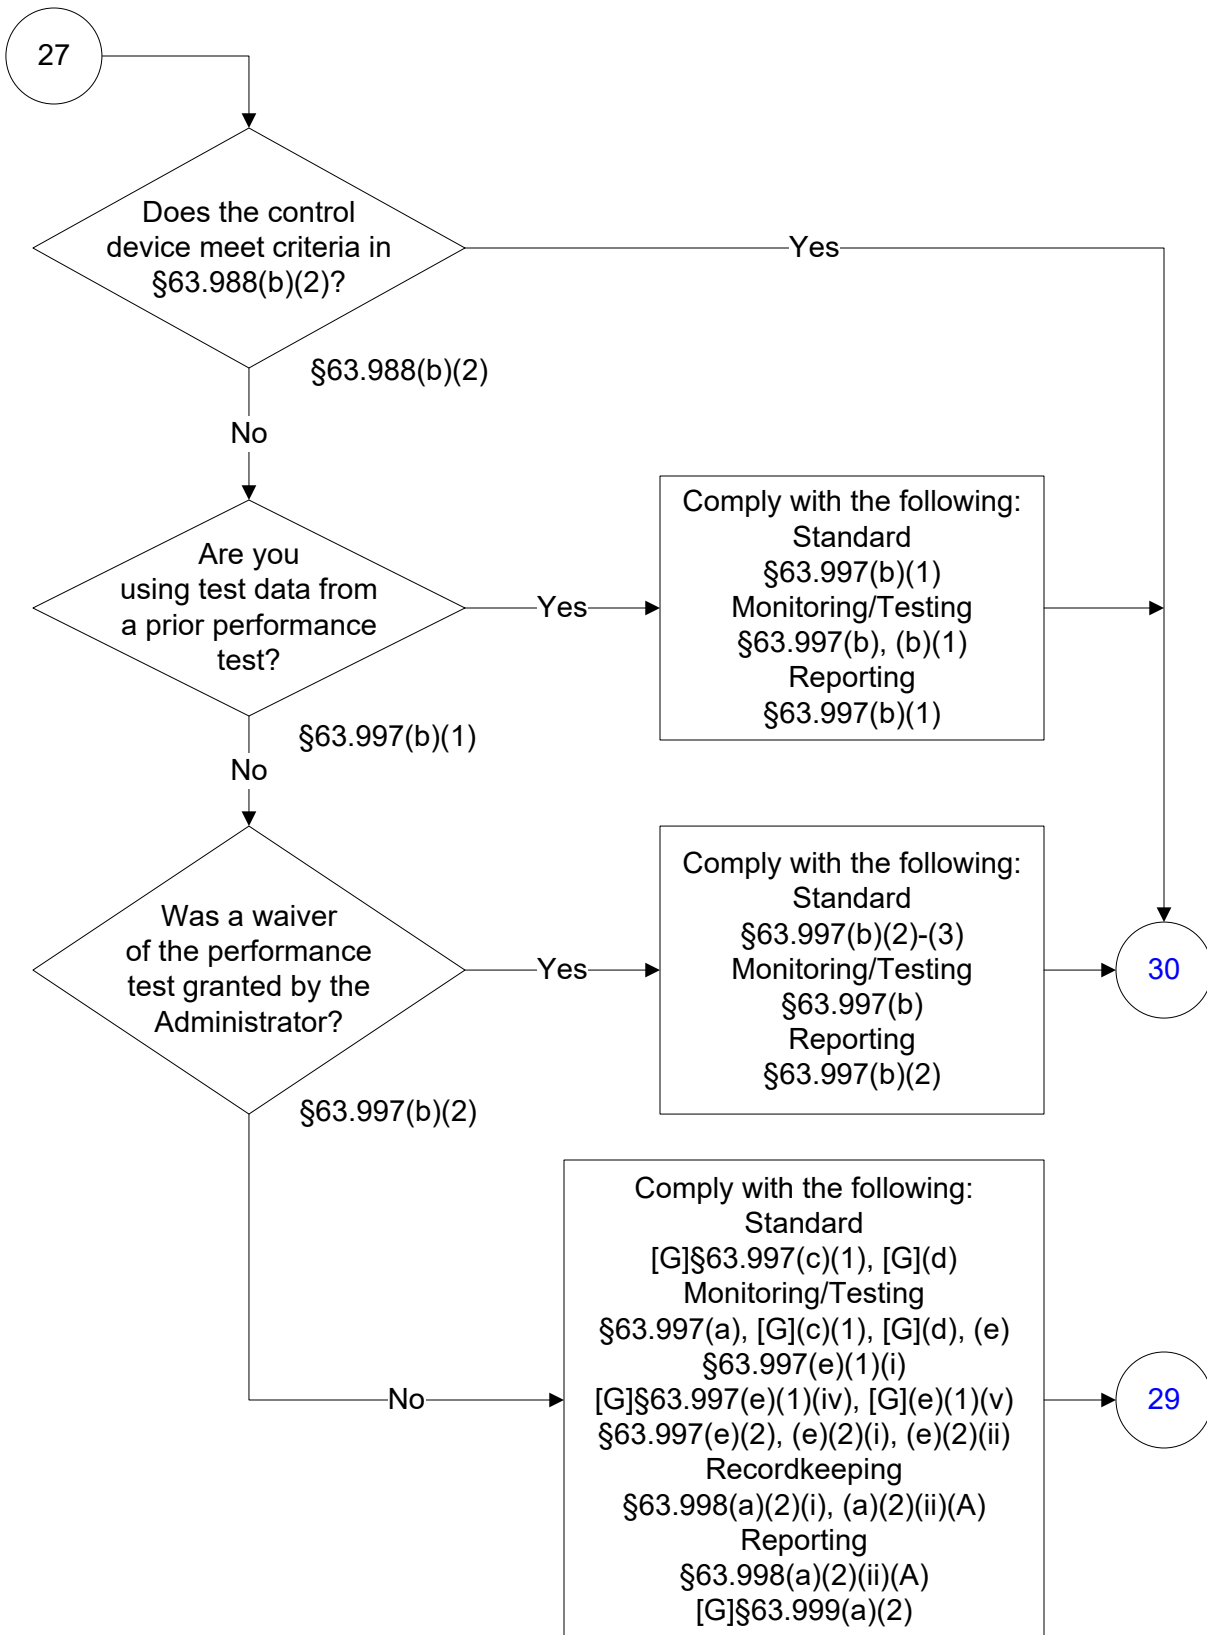 27
Does the control
device meet criteria in
§63.988(b)(2)?
Yes
§63.988(b)(2)
No
Are you
using test data from
a prior performance
test?
Yes
Comply with the following:
Standard
§63.997(b)(1)
Monitoring/Testing
§63.997(b), (b)(1)
Reporting
§63.997(b)(1)
§63.997(b)(1)
No
Was a waiver
of the performance
test granted by the
Administrator?
Yes
Comply with the following:
Standard
§63.997(b)(2)-(3)
Monitoring/Testing
§63.997(b)
Reporting
§63.997(b)(2)
30
§63.997(b)(2)
No
Comply with the following:
Standard
[G]§63.997(c)(1), [G](d)
Monitoring/Testing
§63.997(a), [G](c)(1), [G](d), (e)
§63.997(e)(1)(i)
[G]§63.997(e)(1)(iv), [G](e)(1)(v)
§63.997(e)(2), (e)(2)(i), (e)(2)(ii)
Recordkeeping
§63.998(a)(2)(i), (a)(2)(ii)(A)
Reporting
§63.998(a)(2)(ii)(A)
[G]§63.999(a)(2)
29